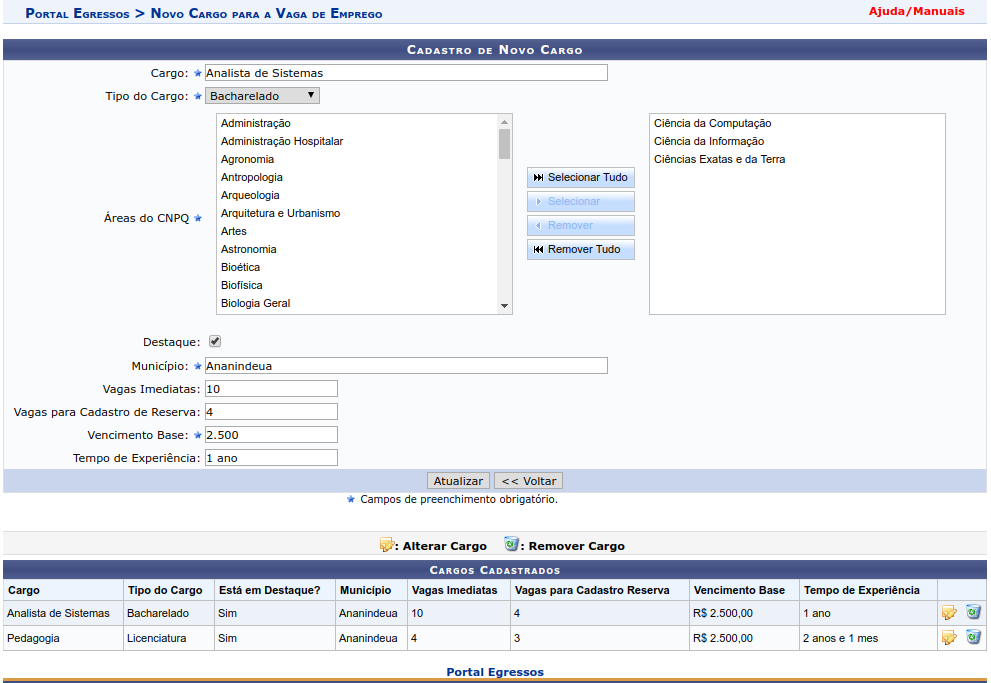 Portal Egressos > Novo Cargo para a Vaga de Emprego
Ajuda/Manuais
Cadastro de Novo Cargo
Cargo: Analista de Sistemas
Tipo do Cargo: Bacharelado
Áreas do CNPQ
Administração
Administração Hospitalar
Agronomia
Antropologia
Arqueologia
Arquitetura e Urbanismo
Artes
Astronomia
Bioética
Biofísica
Biologia Geral
Selecionar Tudo
Selecionar
Remover
Remover Tudo
Ciência da Computação
Ciência da Informação
Ciências Exatas e da Terra
Destaque:
Município: Ananindeua
Vagas Imediatas: 10
Vagas para Cadastro de Reserva: 4
Vencimento Base: 2.500
Tempo de Experiência: 1 ano
Atualizar << Voltar
Campos de preenchimento obrigatório.
: Alterar Cargo : Remover Cargo
Cargos Cadastrados
Cargo Tipo do Cargo Está em Destaque? Município Vagas Imediatas Vagas para Cadastro Reserva Vencimento Base Tempo de Experiência
Analista de Sistemas Bacharelado Sim Ananindeua 10 4 R$ 2.500,00 1 ano
Pedagogia Licenciatura Sim Ananindeua 4 3 R$ 2.500,00 2 anos e 1 mes
Portal Egressos